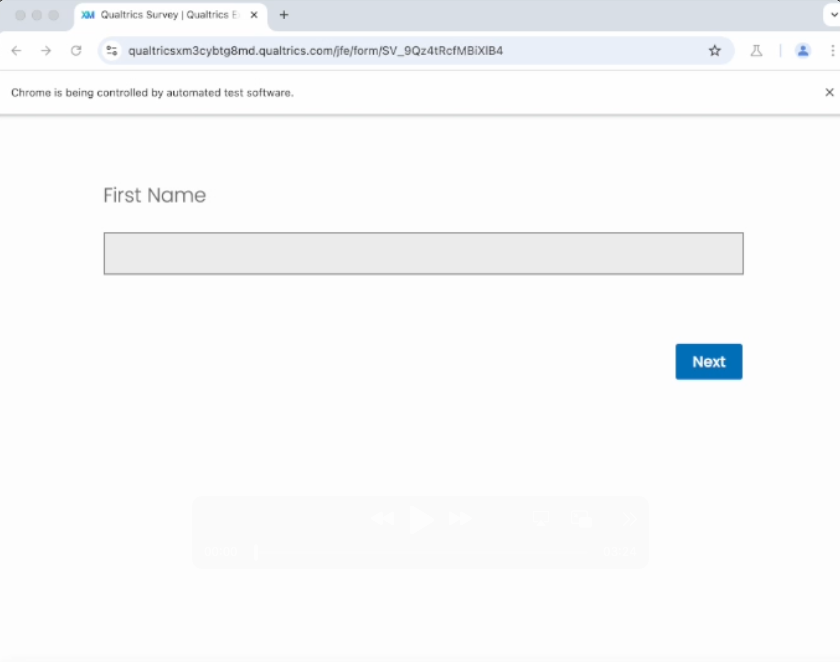 XM Qualtrics Survey | Qualtrics E
qualtricsxm3cybtg8md.qualtrics.com/jfe/form/SV_9Qz4tRcfMBiXIB4
Chrome is being controlled by automated test software.
First Name
Next